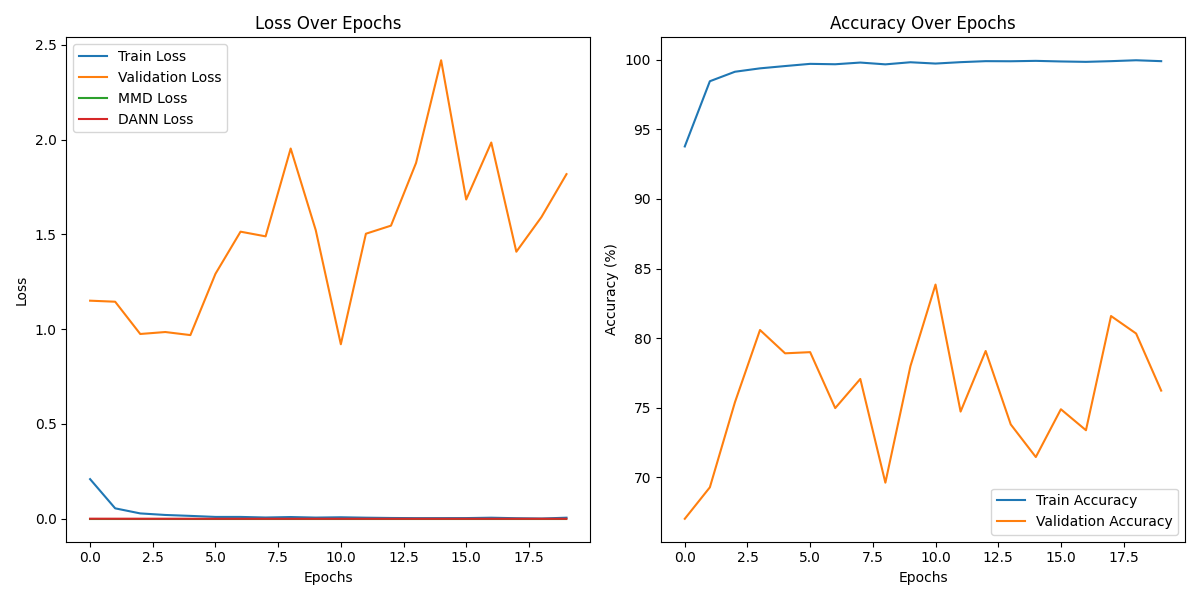 Loss Over Epochs
Train Loss
Validation Loss
MMD Loss
DANN Loss
2.5
2.0
1.5
1.0
0.5
0.0
Loss
0.0 2.5 5.0 7.5 10.0 12.5 15.0 17.5
Epochs
Accuracy Over Epochs
100
95
90
85
80
75
70
Accuracy (%)
Train Accuracy
Validation Accuracy
0.0 2.5 5.0 7.5 10.0 12.5 15.0 17.5
Epochs